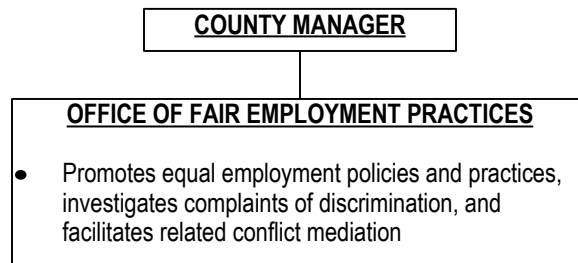 COUNTY MANAGER
OFFICE OF FAIR EMPLOYMENT PRACTICES
• Promotes equal employment policies and practices,
investigates complaints of discrimination, and
facilitates related conflict mediation